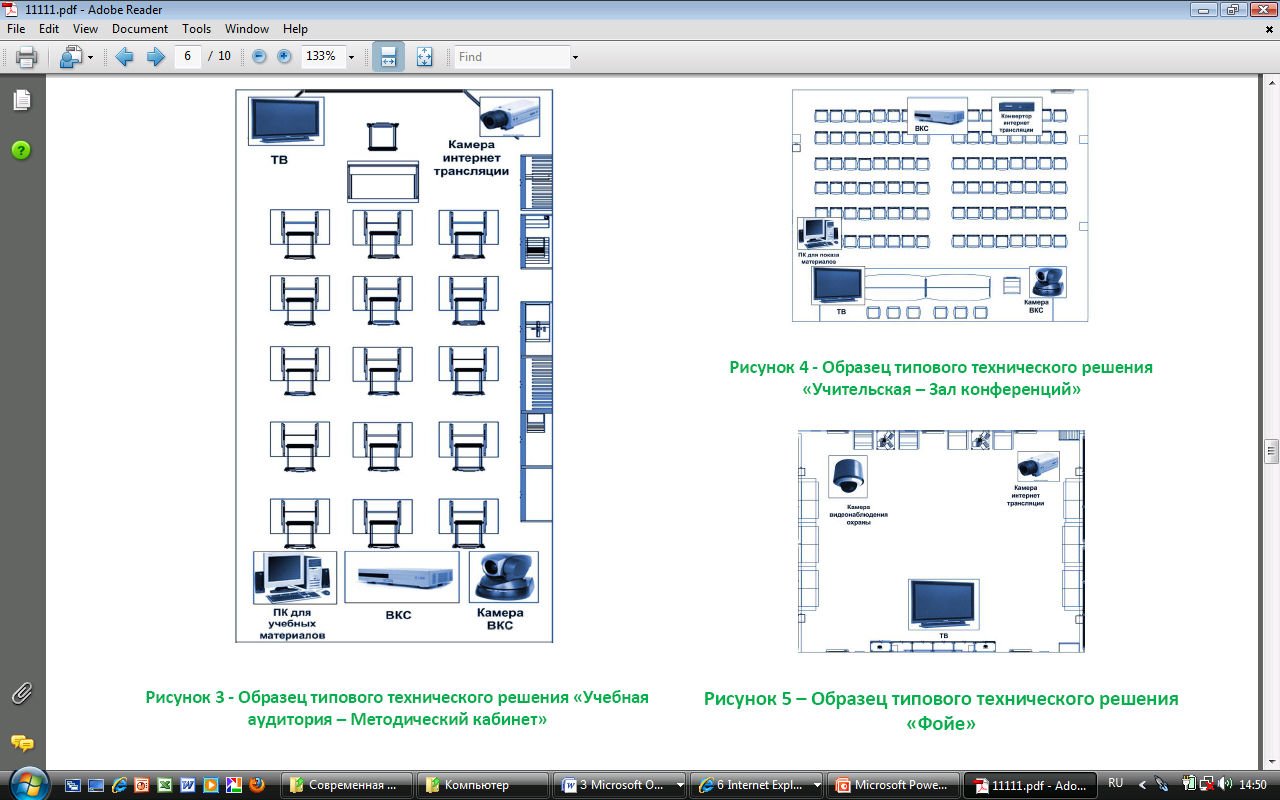 11111.pdf - Adobe Reader
File Edit View Document Tools Window Help
6 / 10 133% Find
ТВ
Камера
интернет
трансляции
ПК для
учебных
материалов
ВКС
Камера
ВКС
Рисунок 3 - Образец типового технического решения «Учебная
аудитория – Методический кабинет»
ВКС
Конвертор
интернет
трансляции
ПК для показа
материалов
ТВ
Камера
ВКС
Рисунок 4 - Образец типового технического решения
«Учительская – Зал конференций»
Камера
видеонаблюдения
охраны
Камера
интернет
трансляции
ТВ
Рисунок 5 – Образец типового технического решения
«Фойе»
Современная ... Компьютер 3 Microsoft O... 6 Internet Expl... Microsoft Powe... 11111.pdf - Ado... RU 14:50